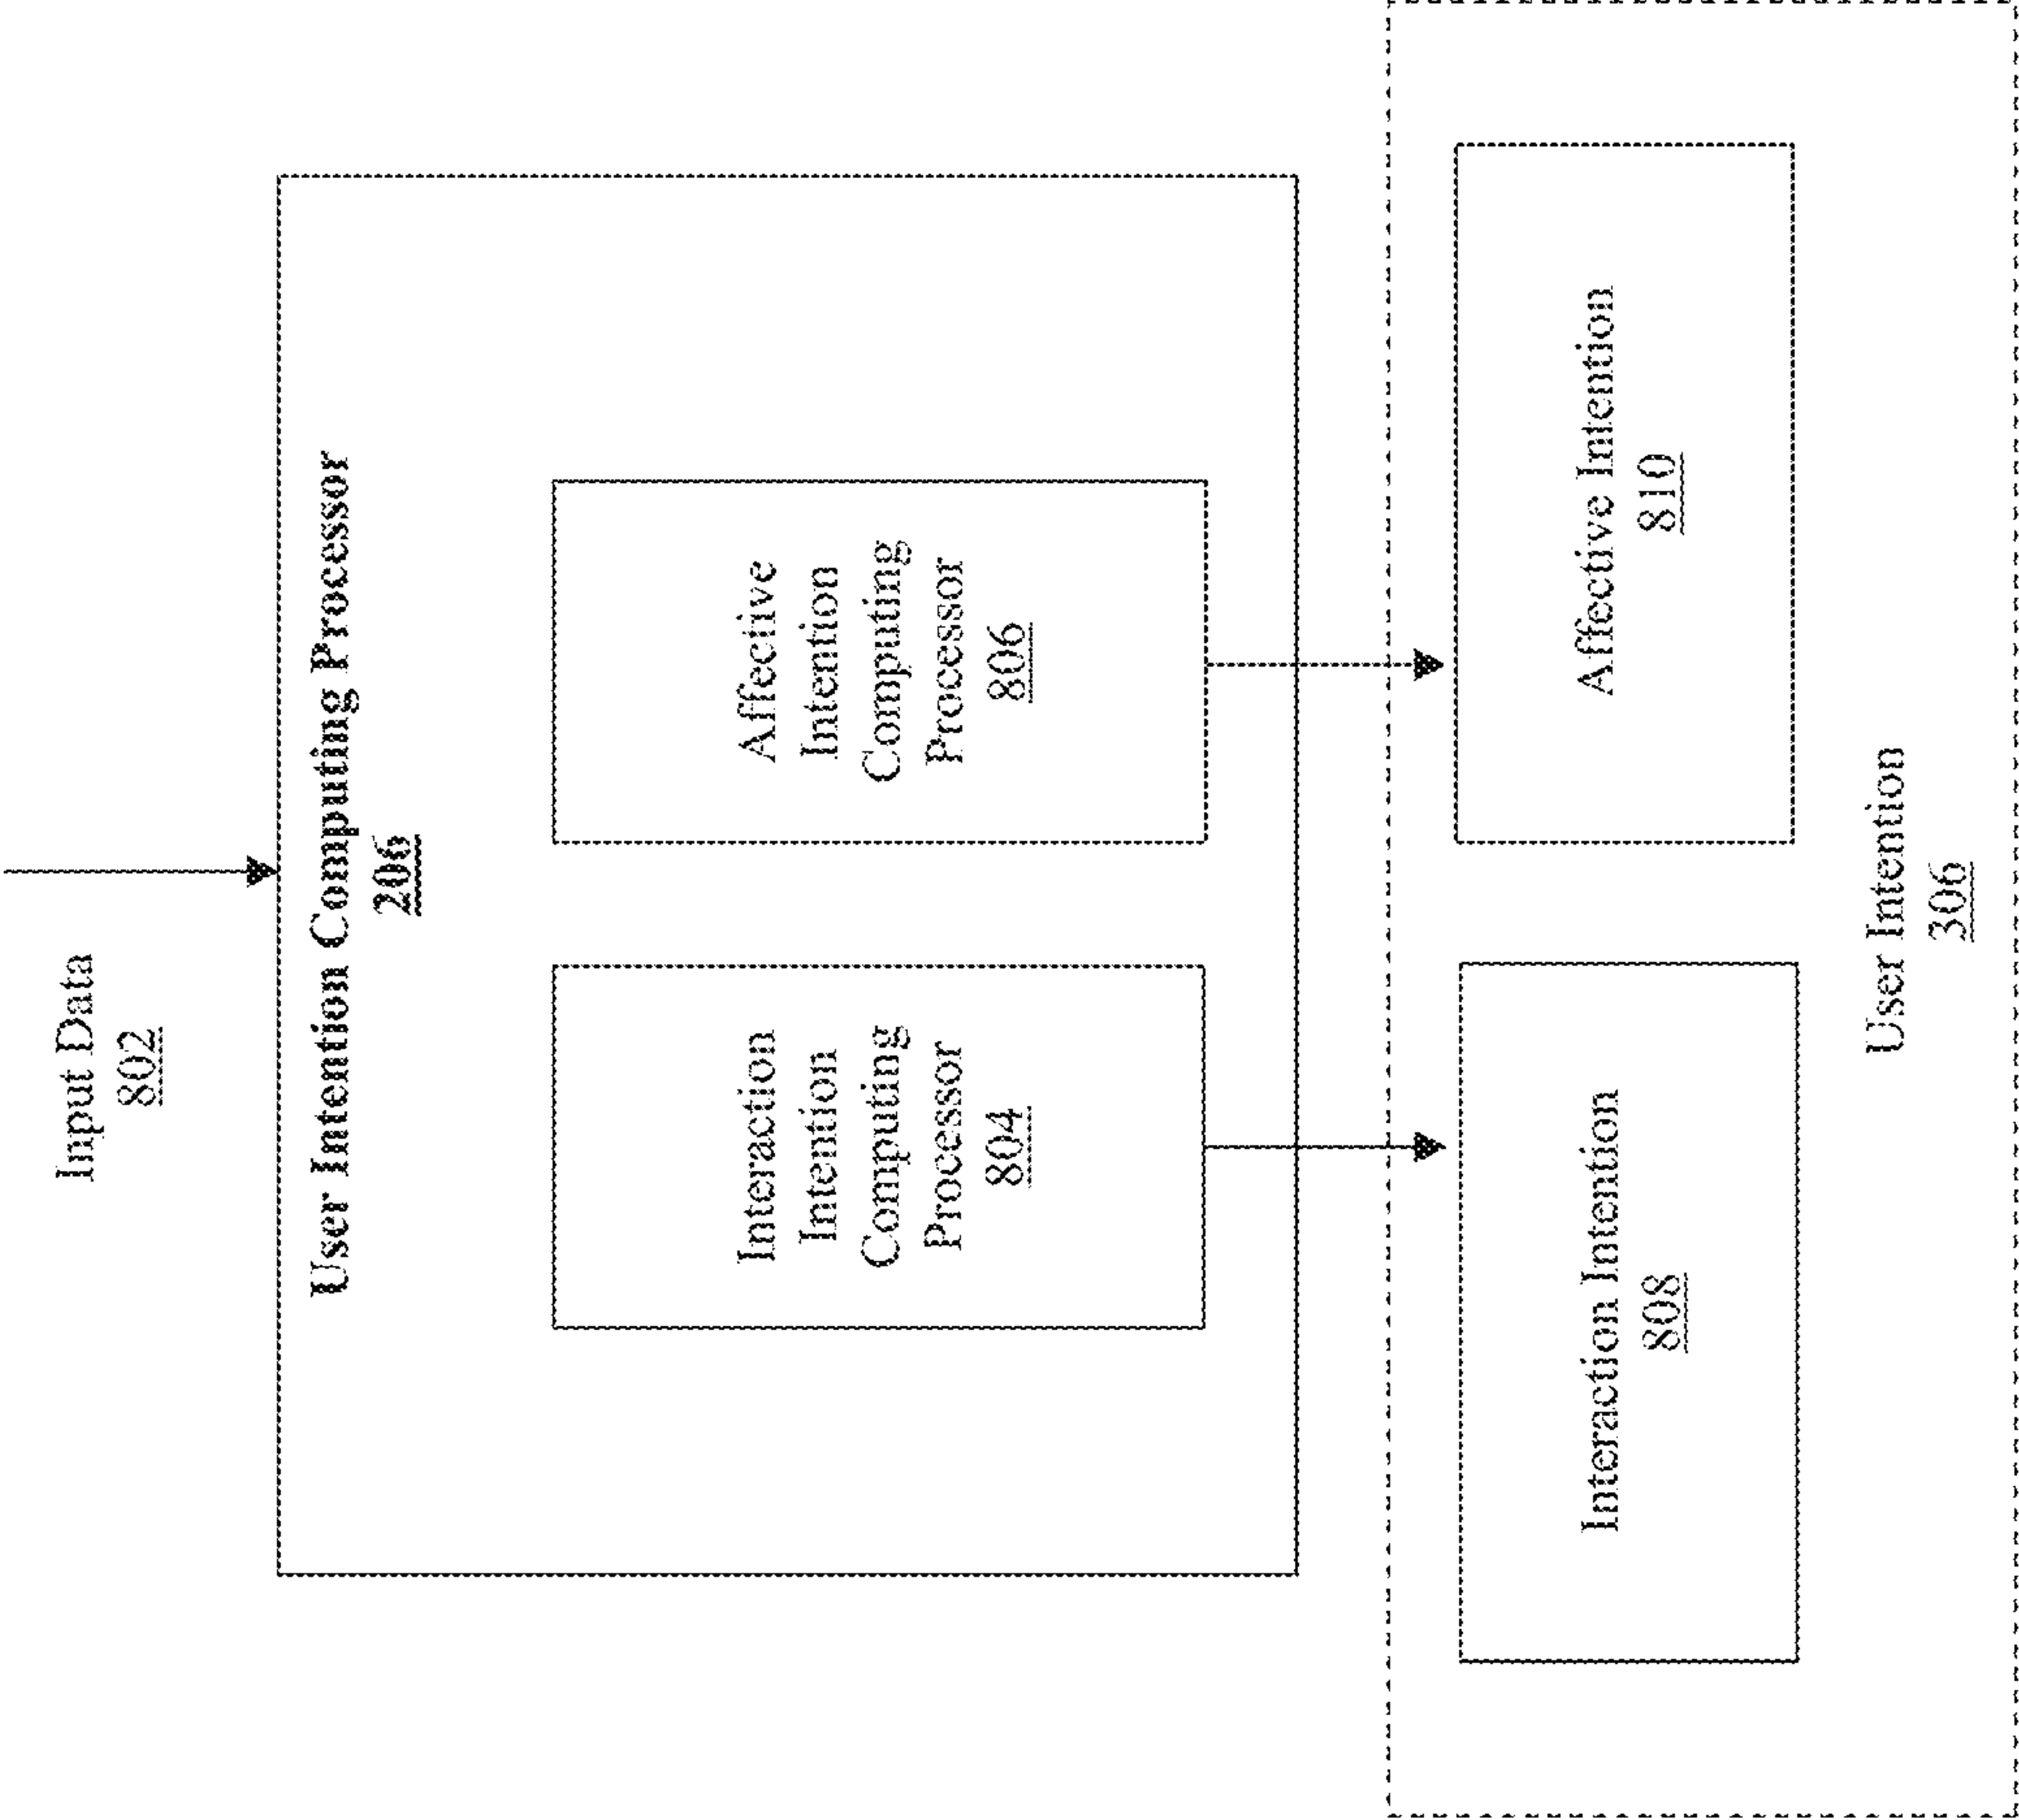 Input Data
802
User Intention Computing Processor
206
Interaction
Intention
Computing
Processor
804
Affective
Intention
Computing
Processor
806
Interaction Intention
808
Affective Intention
810
User Intention
306